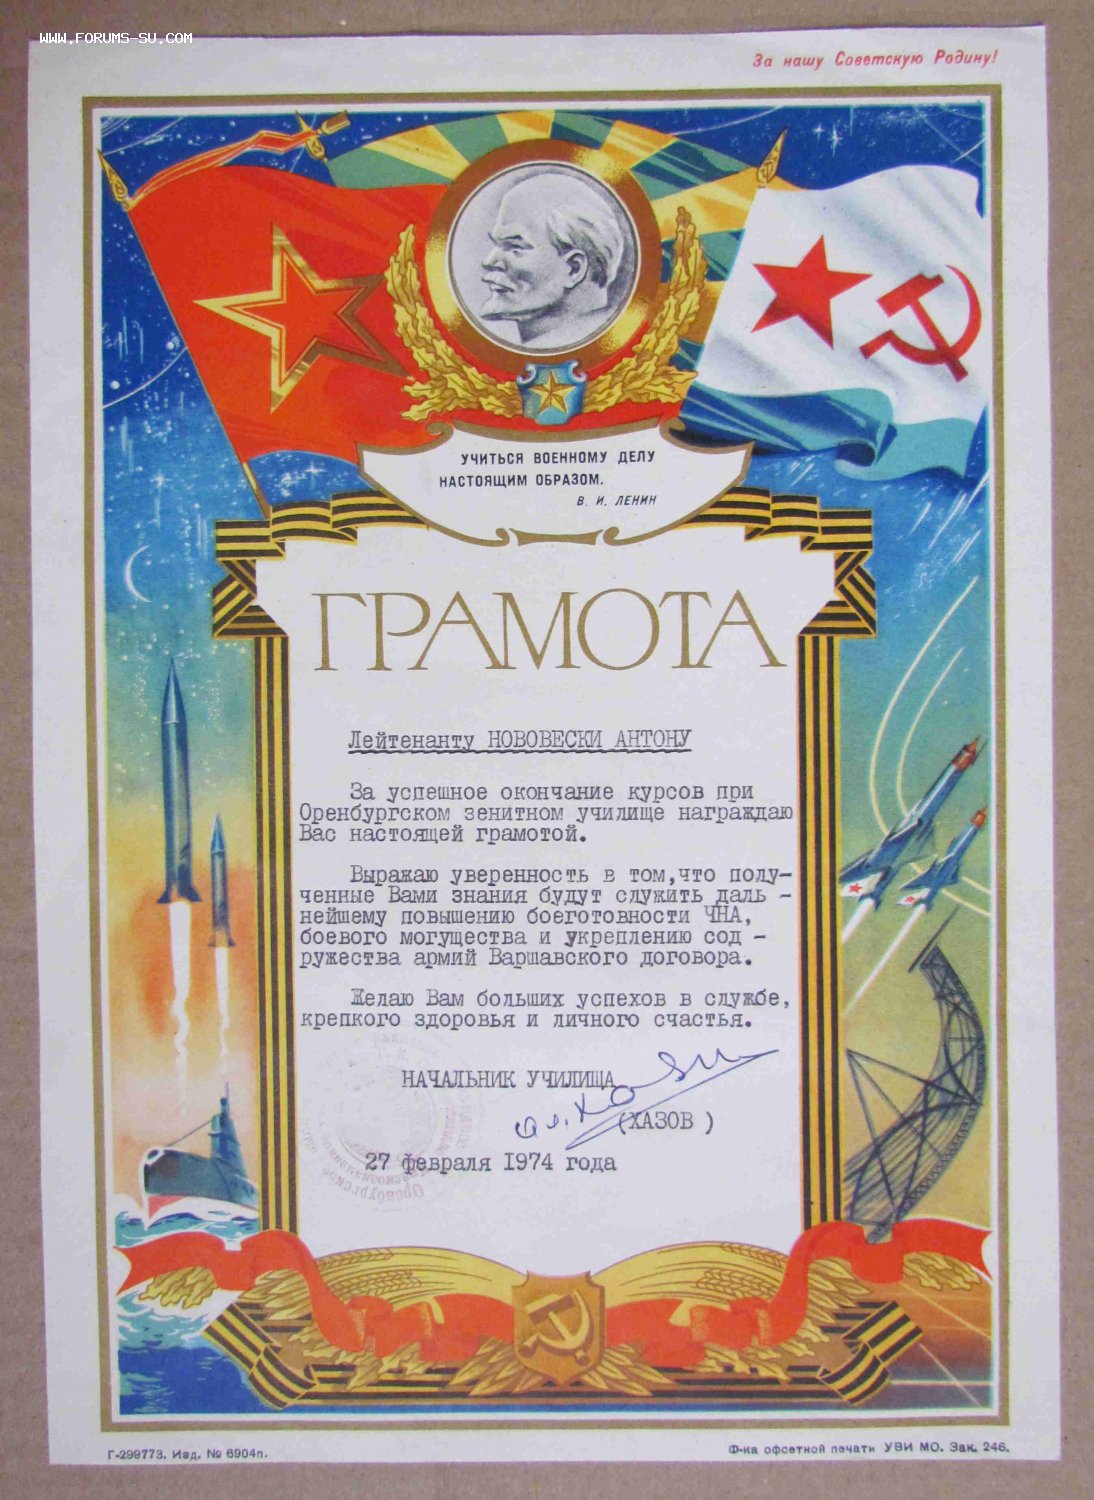 WWW.FORUMS-SU.COM
За нашу Советскую Родину!
УЧИТЬСЯ ВОЕННОМУ ДЕЛУ
НАСТОЯЩИМ ОБРАЗОМ.
В. И. ЛЕНИН
ГРАМОТА
Лейтенанту НОВОВЕСКИ АНТОНУ
За успешное окончание курсов при
Оренбургском зенитном училище награждаю
Вас настоящей грамотой.
Выражаю уверенность в том,что полу-
ченные Вами знания будут служить даль -
нейшему повышению боеготовности ЧНА,
боевого могущества и укреплению сод -
ружества армий Варшавского договора.
Желаю Вам больших успехов в службе,
крепкого здоровья и личного счастья.
НАЧАЛЬНИК УЧИЛИЩА
(ХАЗОВ )
27 февраля 1974 года
Оренбургское
Г-299773. Изд. № 6904п.
Ф-ка офсетной печати УВИ МО. Зак. 246.